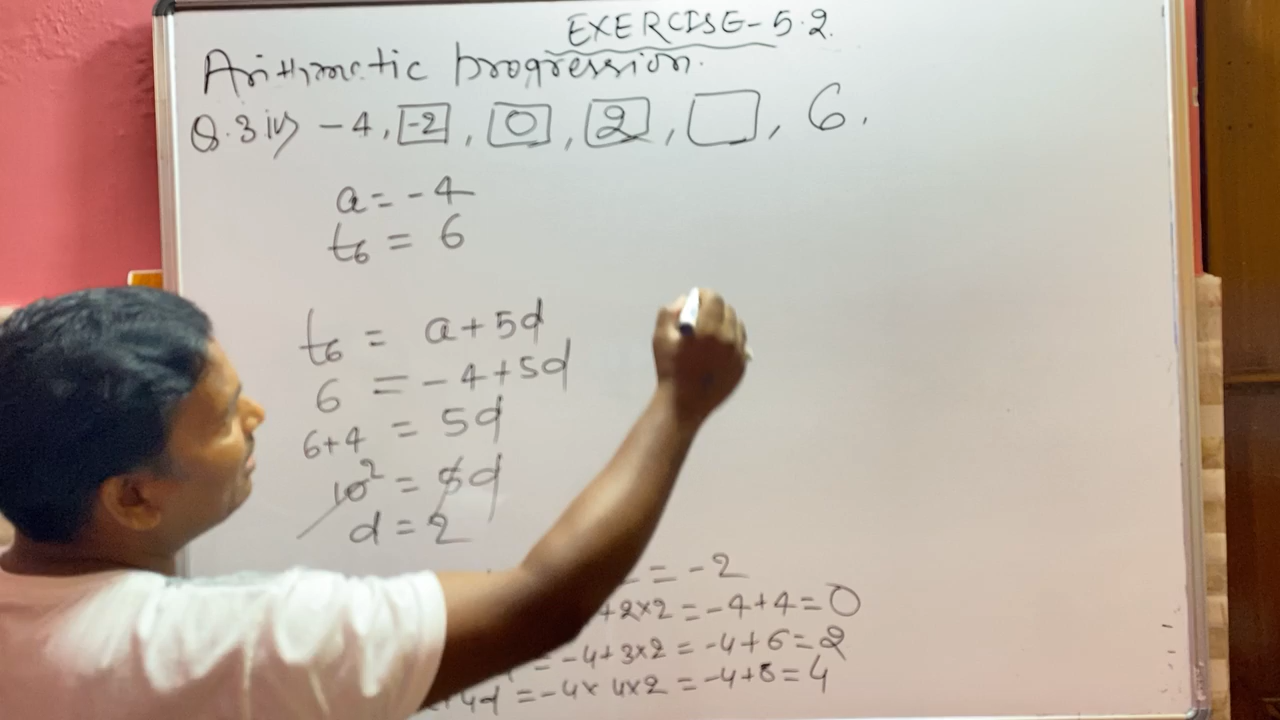 EXERCISE-5.2.
Arithmetic progression.
Q.3 iv) -4, -2, 0, 2, , 6.
a = -4
t6 = 6
t6 = a+5d
6 = -4+5d
6+4 = 5d
10 2 = 5d
d = 2
= -2
+2×2 = -4+4=0
= -4+3×2 = -4+6=2
+4d = -4× 4×2 = -4+8=4